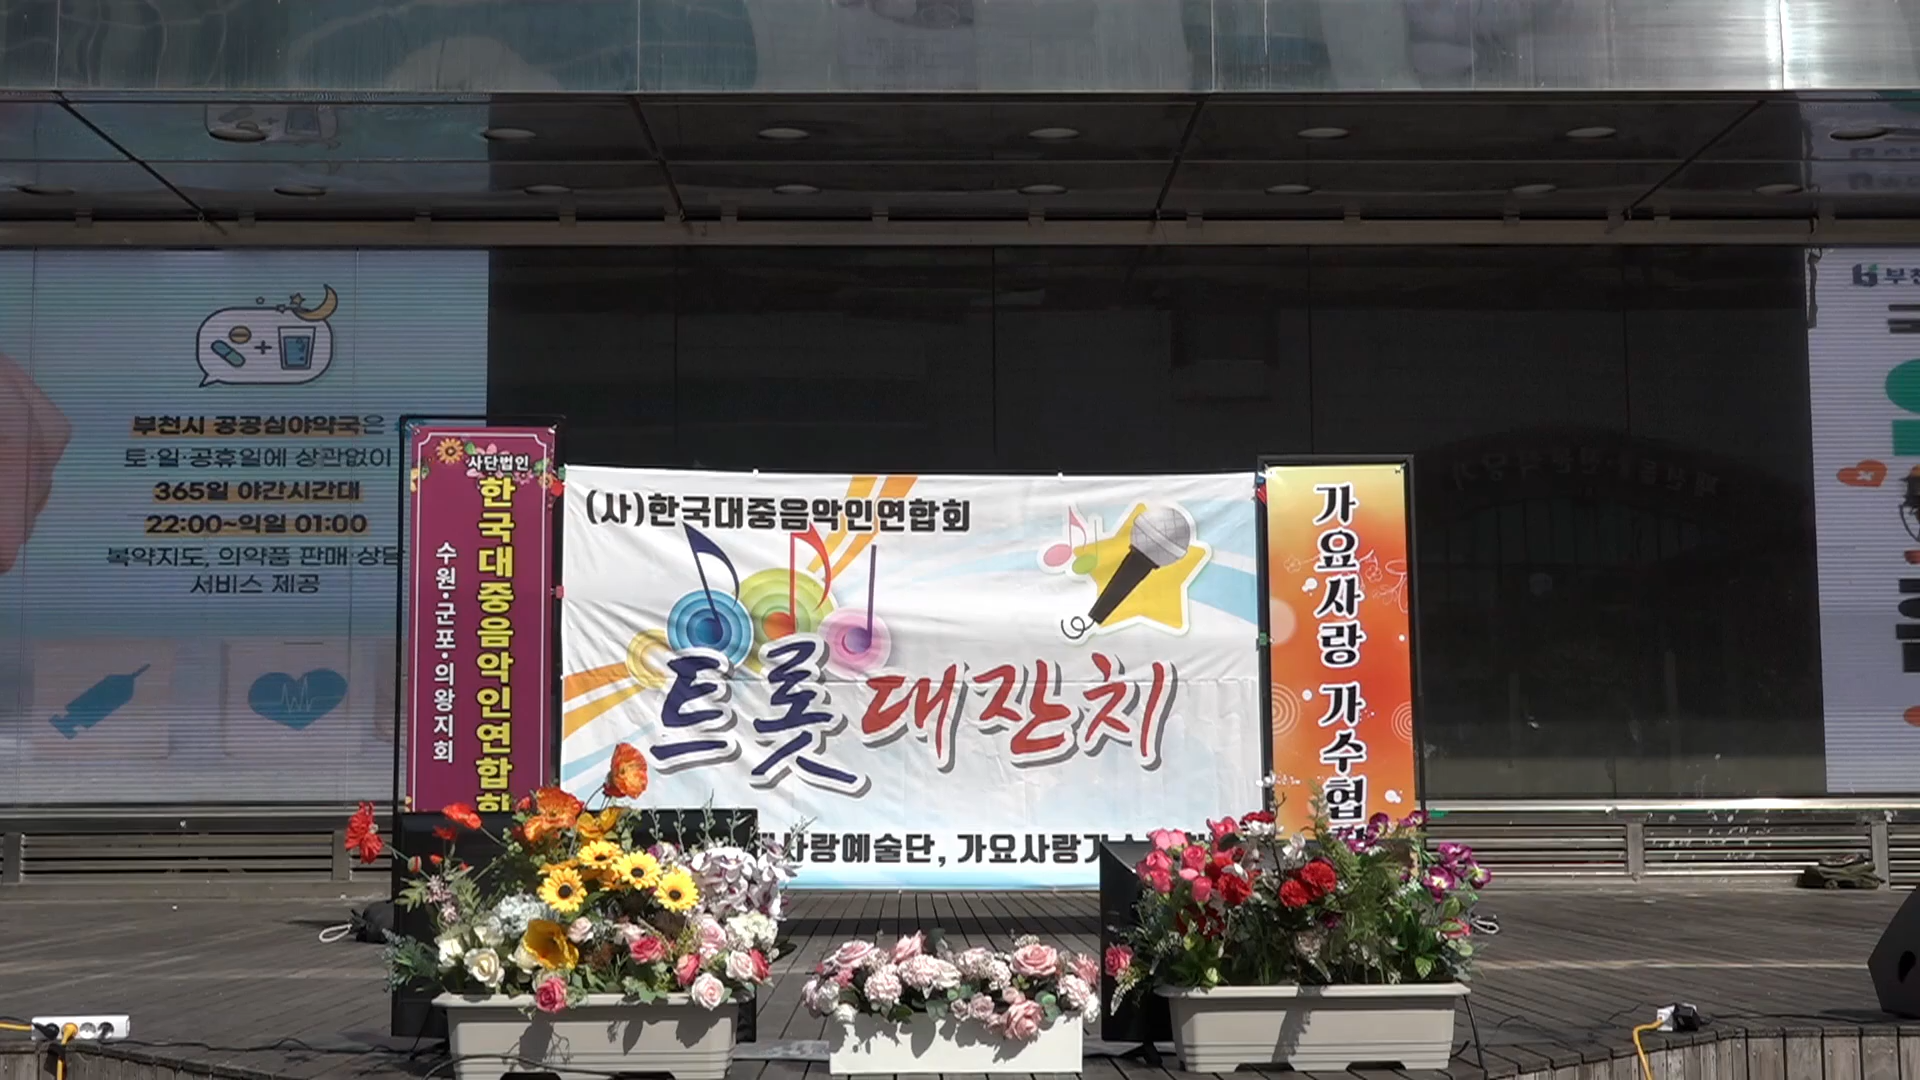 부천시 공공심야약국은
토·일·공휴일에 상관없이
365일 야간시간대
22:00~익일 01:00
복약지도, 의약품 판매 상담
서비스 제공
사단법인
한국대중음악인연합회
수원·군포·의왕지회
(사)한국대중음악인연합회
트롯 대잔치
사랑예술단, 가요사랑가수
가요사랑 가수협회
부천